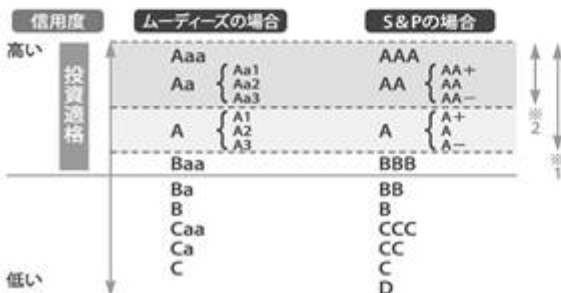 信用度 ムーディーズの場合 S&Pの場合
高い
投資適格
Aaa AAA
Aa Aa1 Aa2 Aa3 AA AA+ AA AA−
A A1 A2 A3 A A+ A A−
Baa BBB
Ba BB
B B
Caa CCC
Ca CC
C C
低い D
※2
※1